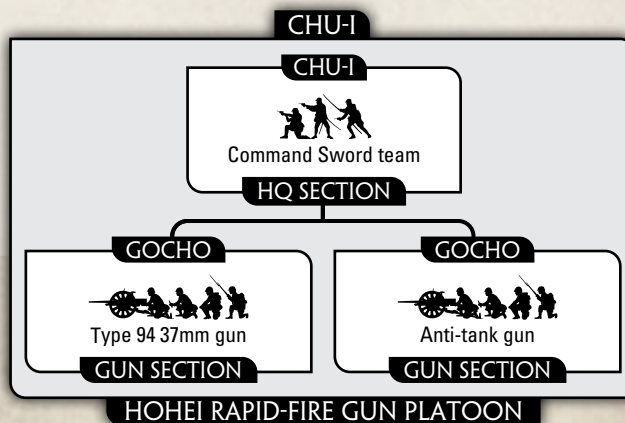 CHU-I
CHU-I
Command Sword team
HQ SECTION
GOCHO
Type 94 37mm gun
GUN SECTION
GOCHO
Anti-tank gun
GUN SECTION
HOHEI RAPID-FIRE GUN PLATOON